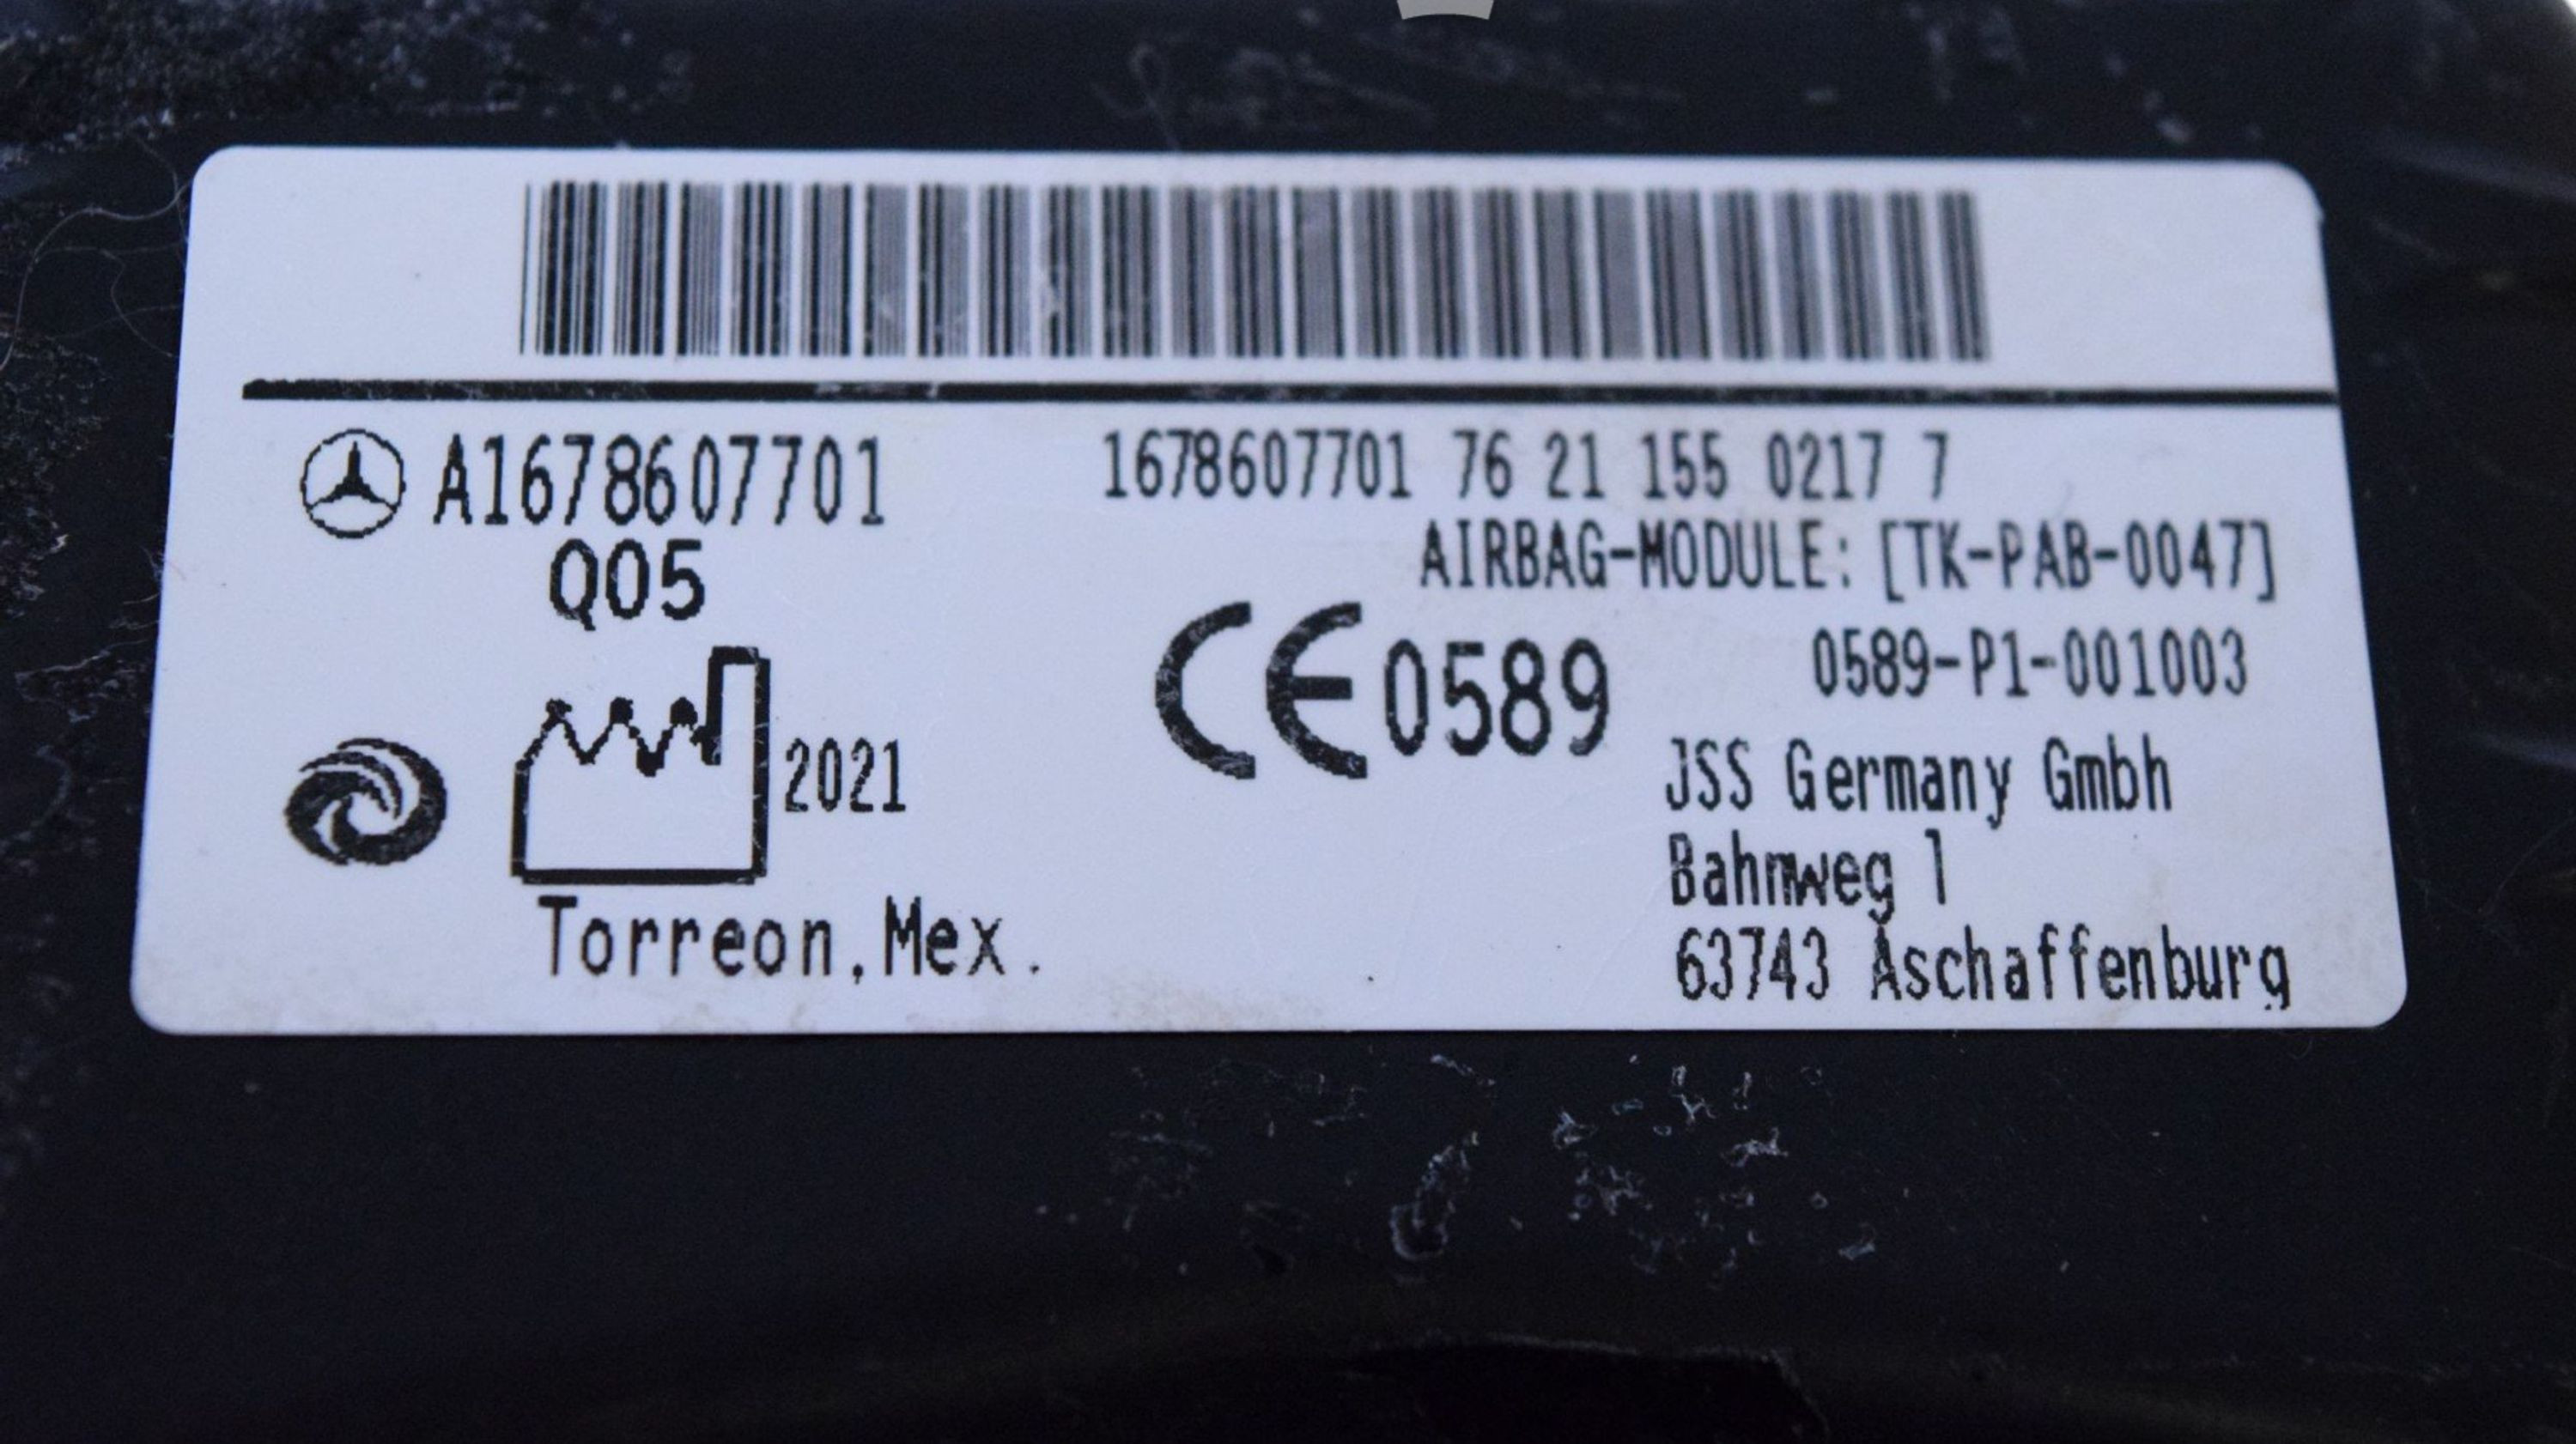 A1678607701
1678607701 76 21 155 0217 7
Q05
AIRBAG-MODULE: [TK-PAB-0047]
CE 0589
0589-P1-001003
2021
Torreon,Mex.
JSS Germany Gmbh
Bahnweg 1
63743 Aschaffenburg